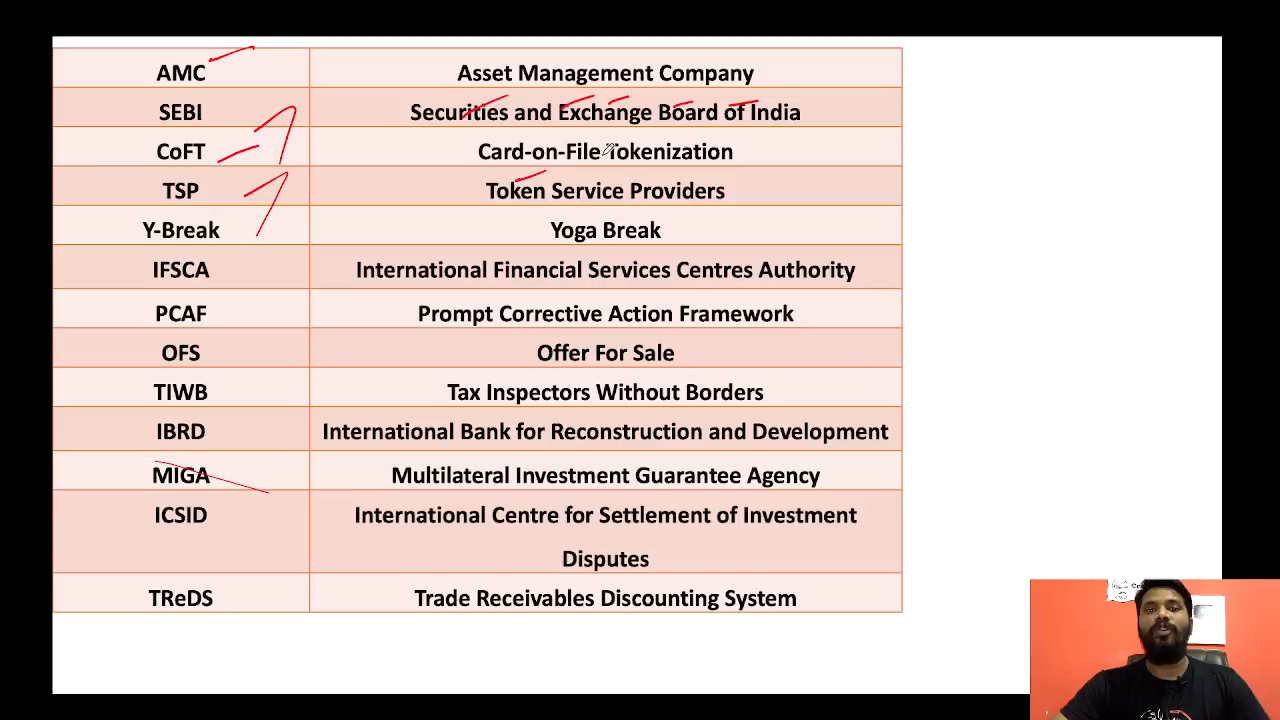 AMC Asset Management Company
SEBI Securities and Exchange Board of India
CoFT Card-on-File Tokenization
TSP Token Service Providers
Y-Break Yoga Break
IFSCA International Financial Services Centres Authority
PCAF Prompt Corrective Action Framework
OFS Offer For Sale
TIWB Tax Inspectors Without Borders
IBRD International Bank for Reconstruction and Development
MIGA Multilateral Investment Guarantee Agency
ICSID International Centre for Settlement of Investment
Disputes
TReDS Trade Receivables Discounting System